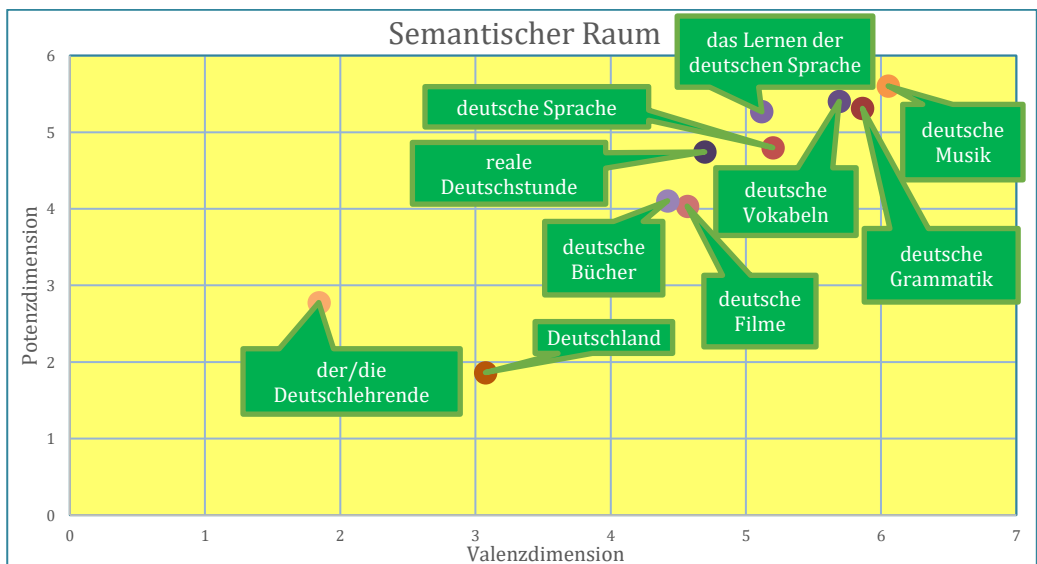 Semantischer Raum
das Lernen der
deutschen Sprache
deutsche Sprache
reale
Deutschstunde
deutsche
Musik
deutsche
Vokabeln
deutsche
Bücher
deutsche
Grammatik
deutsche
Filme
Deutschland
der/die
Deutschlehrende
Potenzdimension
6
5
4
3
2
1
0
0 1 2 3 4 5 6 7
Valenzdimension